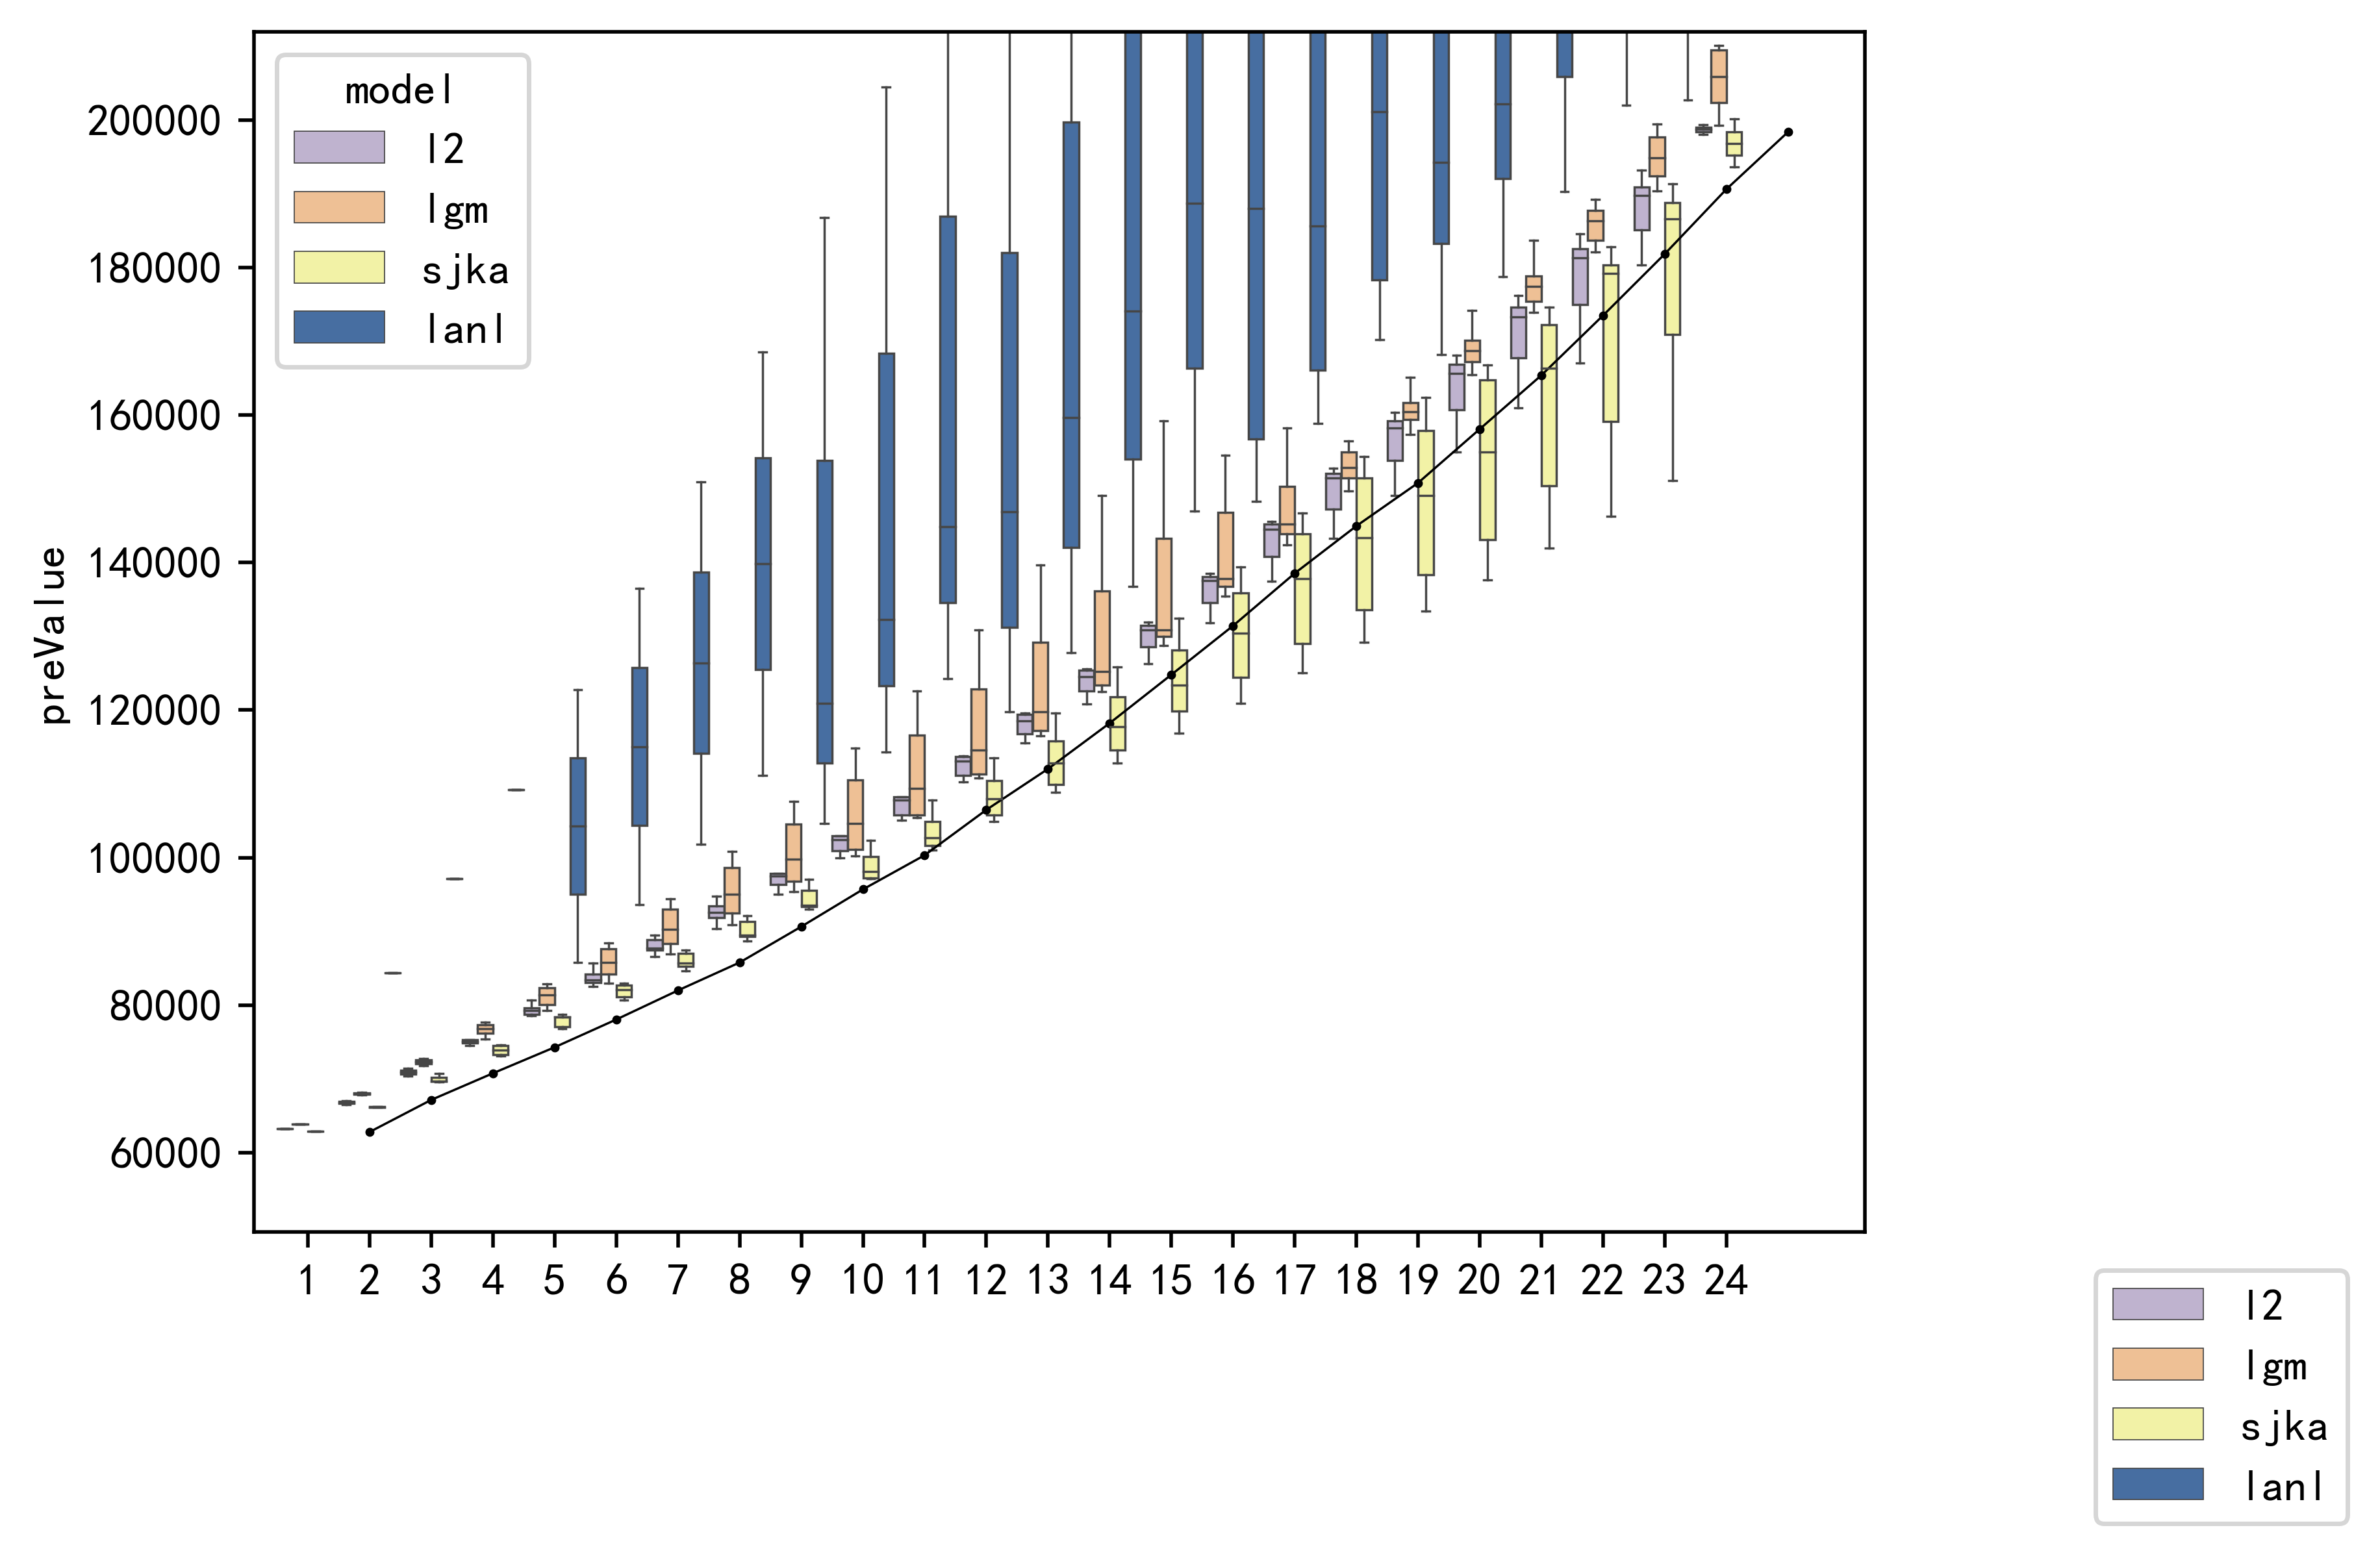 model
l2
lgm
sjka
lanl
preValue
200000
180000
160000
140000
120000
100000
80000
60000
1 2 3 4 5 6 7 8 9 10 11 12 13 14 15 16 17 18 19 20 21 22 23 24
l2
lgm
sjka
lanl